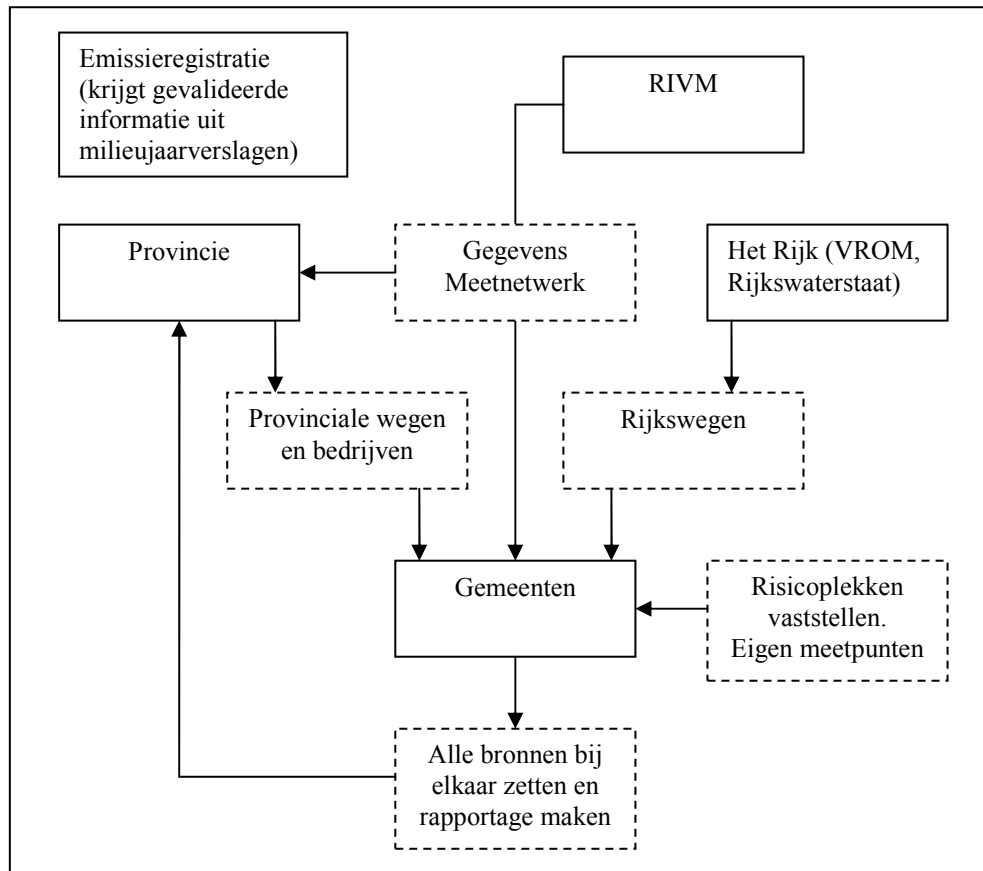 Emissieregistratie
(krijgt gevalideerde
informatie uit
milieujaarverslagen)
RIVM
Provincie
Gegevens
Meetnetwerk
Het Rijk (VROM,
Rijkswaterstaat)
Provinciale wegen
en bedrijven
Rijkswegen
Gemeenten
Risicoplekken
vaststellen.
Eigen meetpunten
Alle bronnen bij
elkaar zetten en
rapportage maken